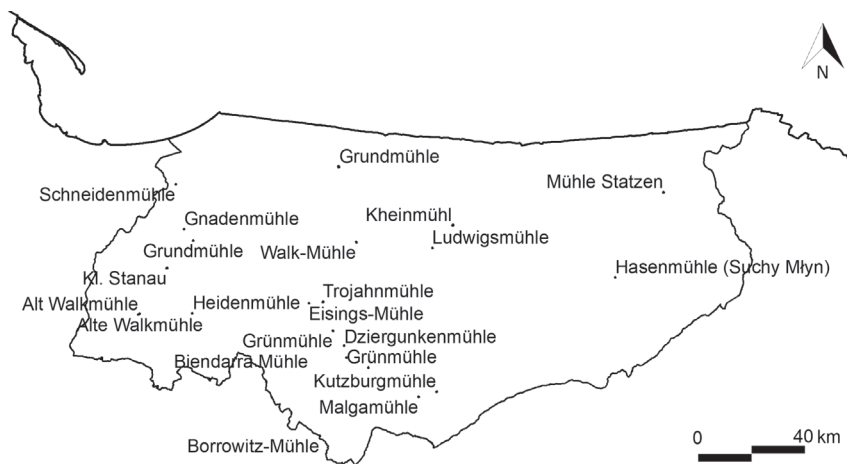 N
Grundmühle
Schneidenmühle
Mühle Statzen
Gnadenmühle
Kheinmühl
Grundmühle
Walk-Mühle
Ludwigsmühle
Kl. Stanau
Hasenmühle (Suchy Młyn)
Alt Walkmühle
Heidenmühle
Trojahnmühle
Alte Walkmühle
Eisings-Mühle
Grünmühle
Dziergunkenmühle
Biendarra Mühle
Grünmühle
Kutzburgmühle
Malgamühle
Borrowitz-Mühle
0 40 km